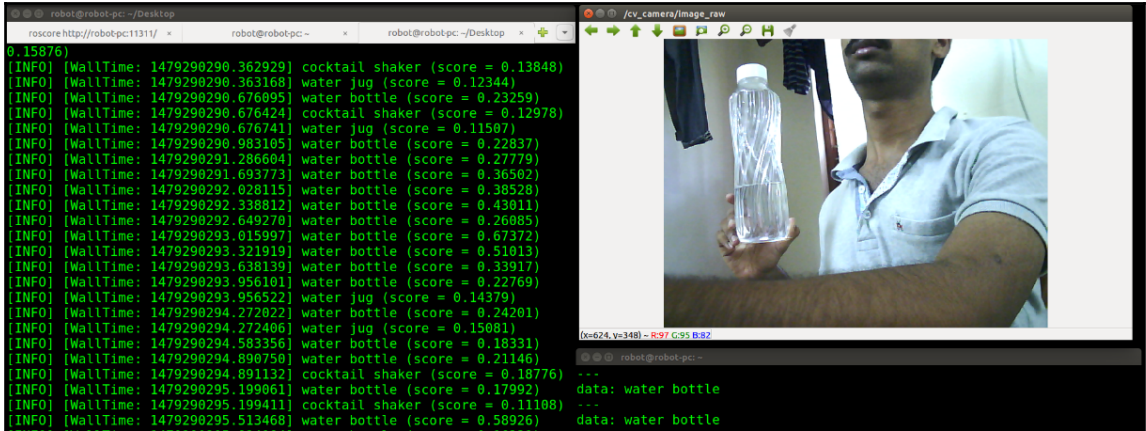 robot@robot-pc: ~/Desktop
roscore http://robot-pc:11311/ ×
robot@robot-pc: ~ ×
robot@robot-pc: ~/Desktop ×
0.15876)
[INFO] [WallTime: 1479290290.362929] cocktail shaker (score = 0.13848)
[INFO] [WallTime: 1479290290.363168] water jug (score = 0.12344)
[INFO] [WallTime: 1479290290.676095] water bottle (score = 0.23259)
[INFO] [WallTime: 1479290290.676424] cocktail shaker (score = 0.12978)
[INFO] [WallTime: 1479290290.676741] water jug (score = 0.11507)
[INFO] [WallTime: 1479290290.983105] water bottle (score = 0.22837)
[INFO] [WallTime: 1479290291.286604] water bottle (score = 0.27779)
[INFO] [WallTime: 1479290291.693773] water bottle (score = 0.36502)
[INFO] [WallTime: 1479290292.028115] water bottle (score = 0.38528)
[INFO] [WallTime: 1479290292.338812] water bottle (score = 0.43011)
[INFO] [WallTime: 1479290292.649270] water bottle (score = 0.26085)
[INFO] [WallTime: 1479290293.015997] water bottle (score = 0.67372)
[INFO] [WallTime: 1479290293.321919] water bottle (score = 0.51013)
[INFO] [WallTime: 1479290293.638139] water bottle (score = 0.33917)
[INFO] [WallTime: 1479290293.956101] water bottle (score = 0.22769)
[INFO] [WallTime: 1479290293.956522] water jug (score = 0.14379)
[INFO] [WallTime: 1479290294.272022] water bottle (score = 0.24201)
[INFO] [WallTime: 1479290294.272406] water jug (score = 0.15081)
[INFO] [WallTime: 1479290294.583356] water bottle (score = 0.18331)
[INFO] [WallTime: 1479290294.890750] water bottle (score = 0.21146)
[INFO] [WallTime: 1479290294.891132] cocktail shaker (score = 0.18776)
[INFO] [WallTime: 1479290295.199061] water bottle (score = 0.17992)
[INFO] [WallTime: 1479290295.199411] cocktail shaker (score = 0.11108)
[INFO] [WallTime: 1479290295.513468] water bottle (score = 0.58926)
/cv_camera/image_raw
(x=624, y=348) ~ R:97 G:95 B:82
robot@robot-pc: ~
---
data: water bottle
---
data: water bottle